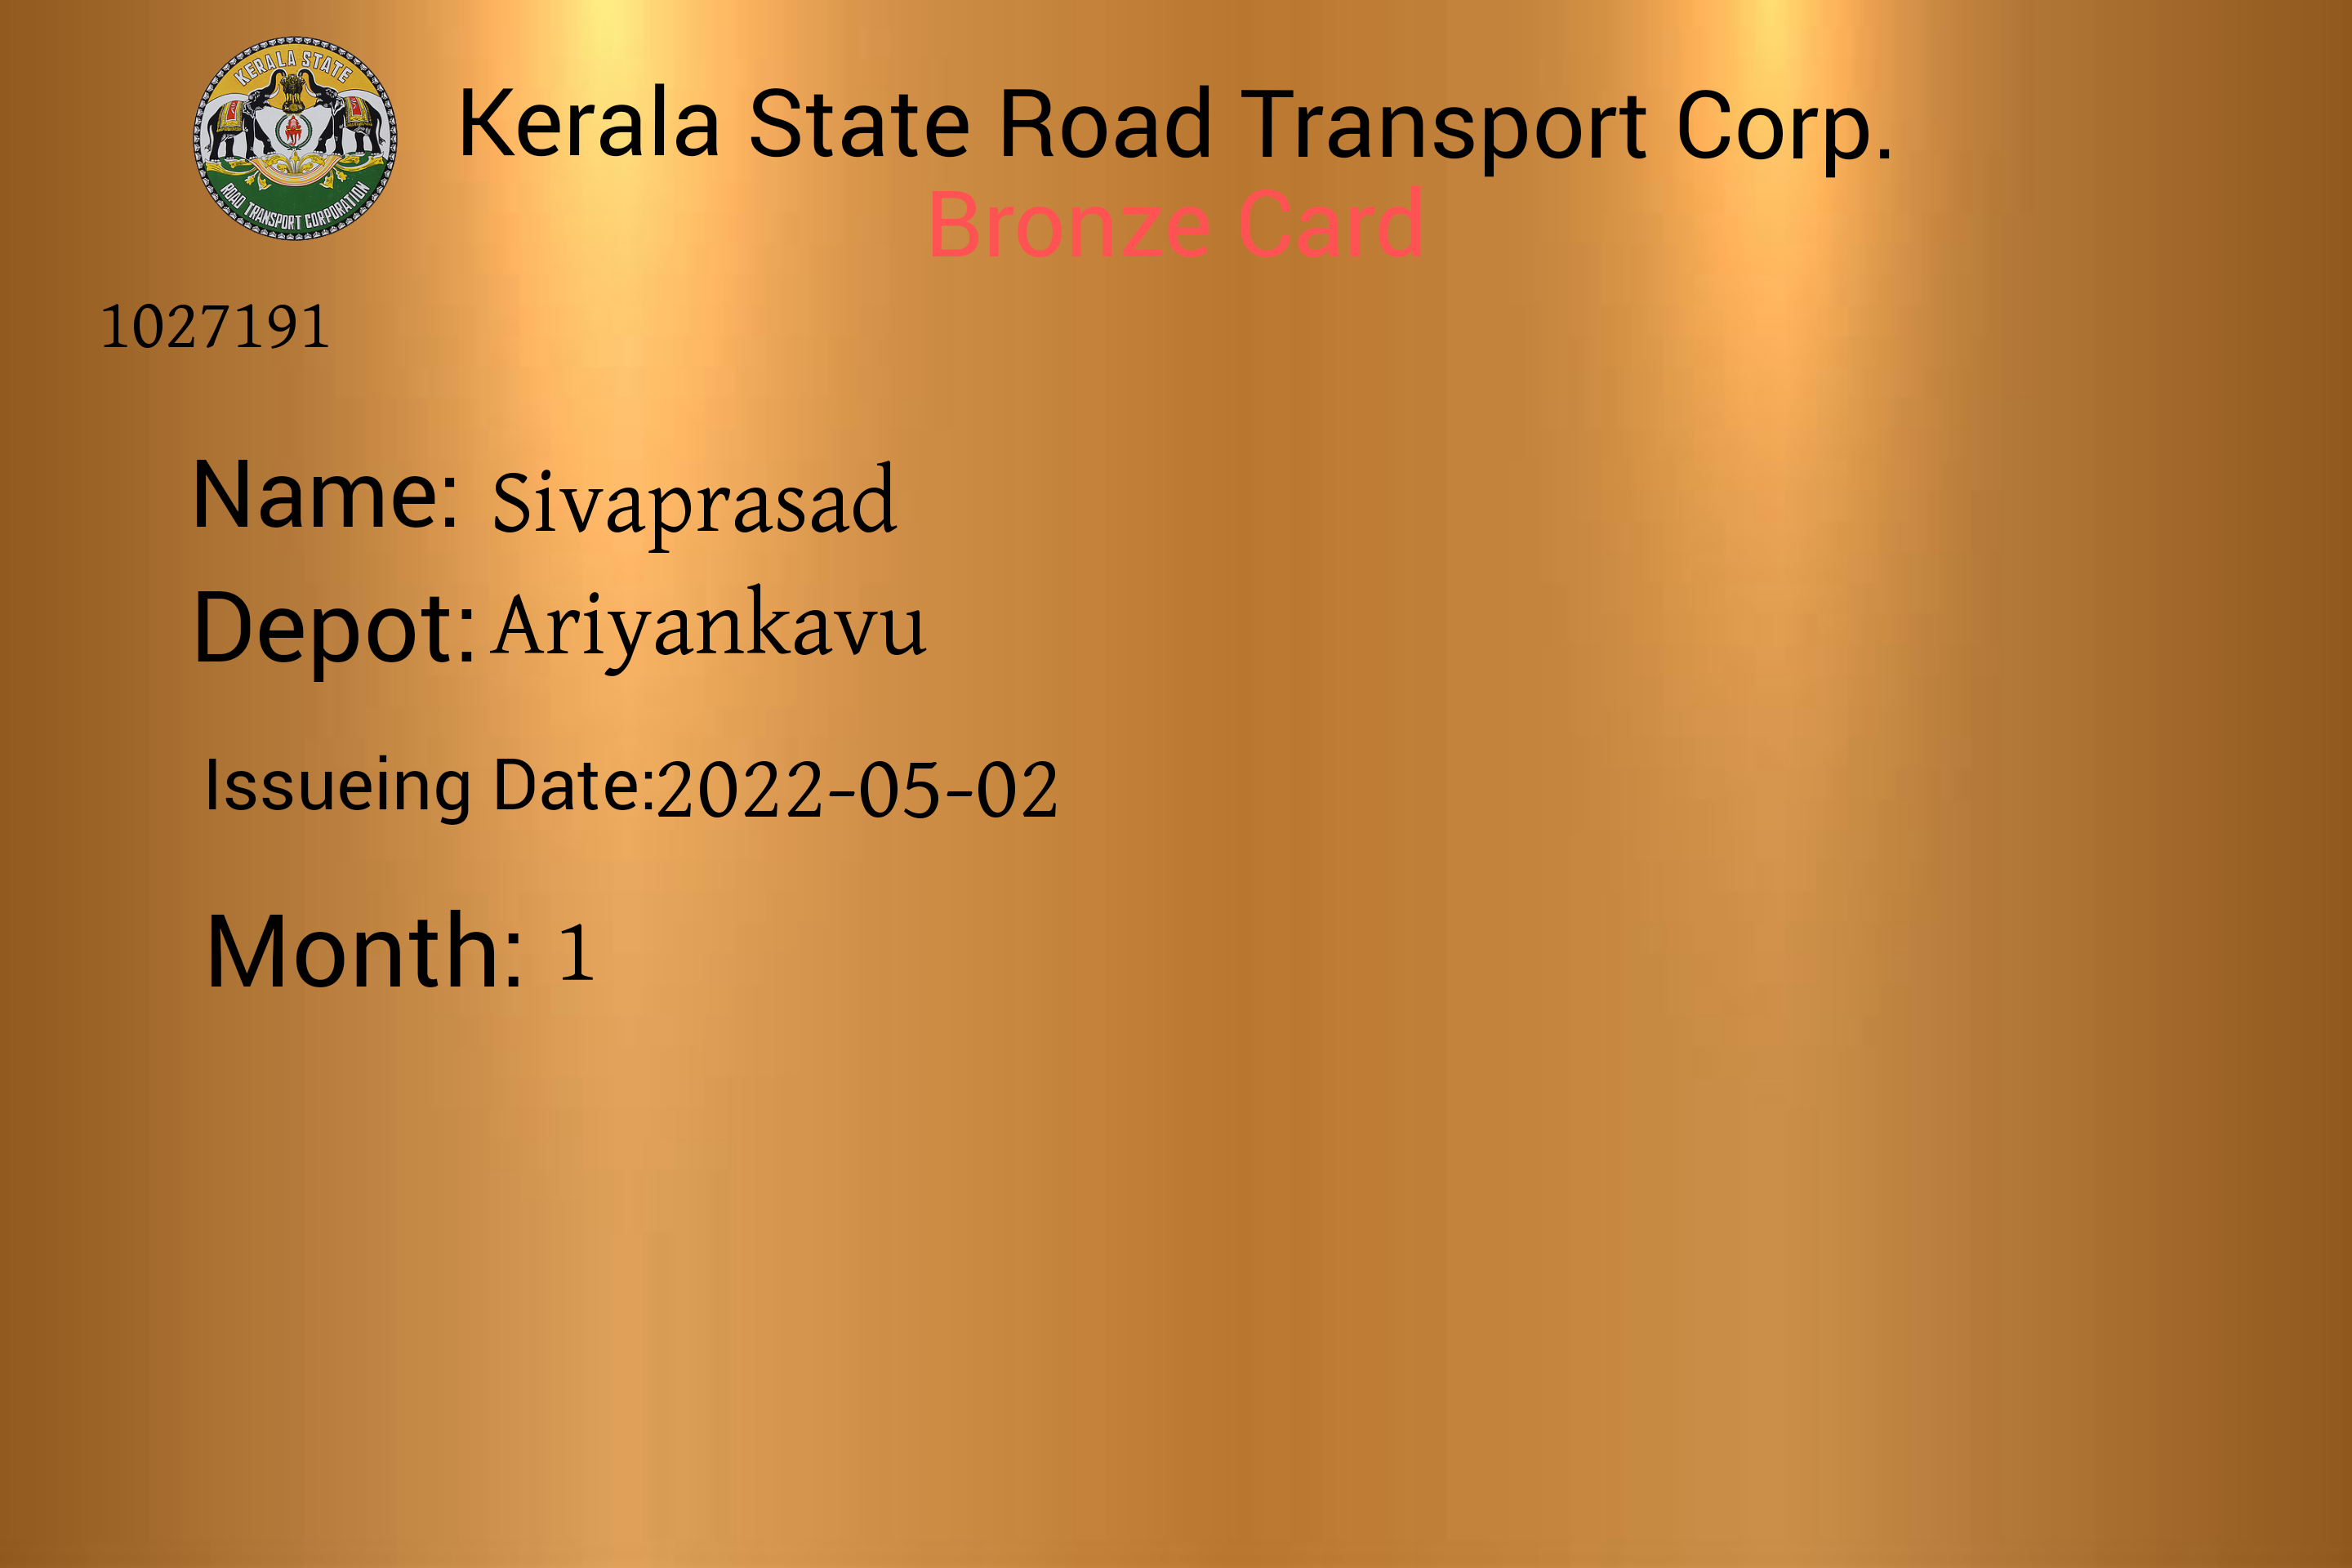 KERALA STATE
ROAD TRANSPORT CORPORATION
Kerala State Road Transport Corp.
Bronze Card
1027191
Name: Sivaprasad
Depot: Ariyankavu
Issueing Date:2022-05-02
Month: 1